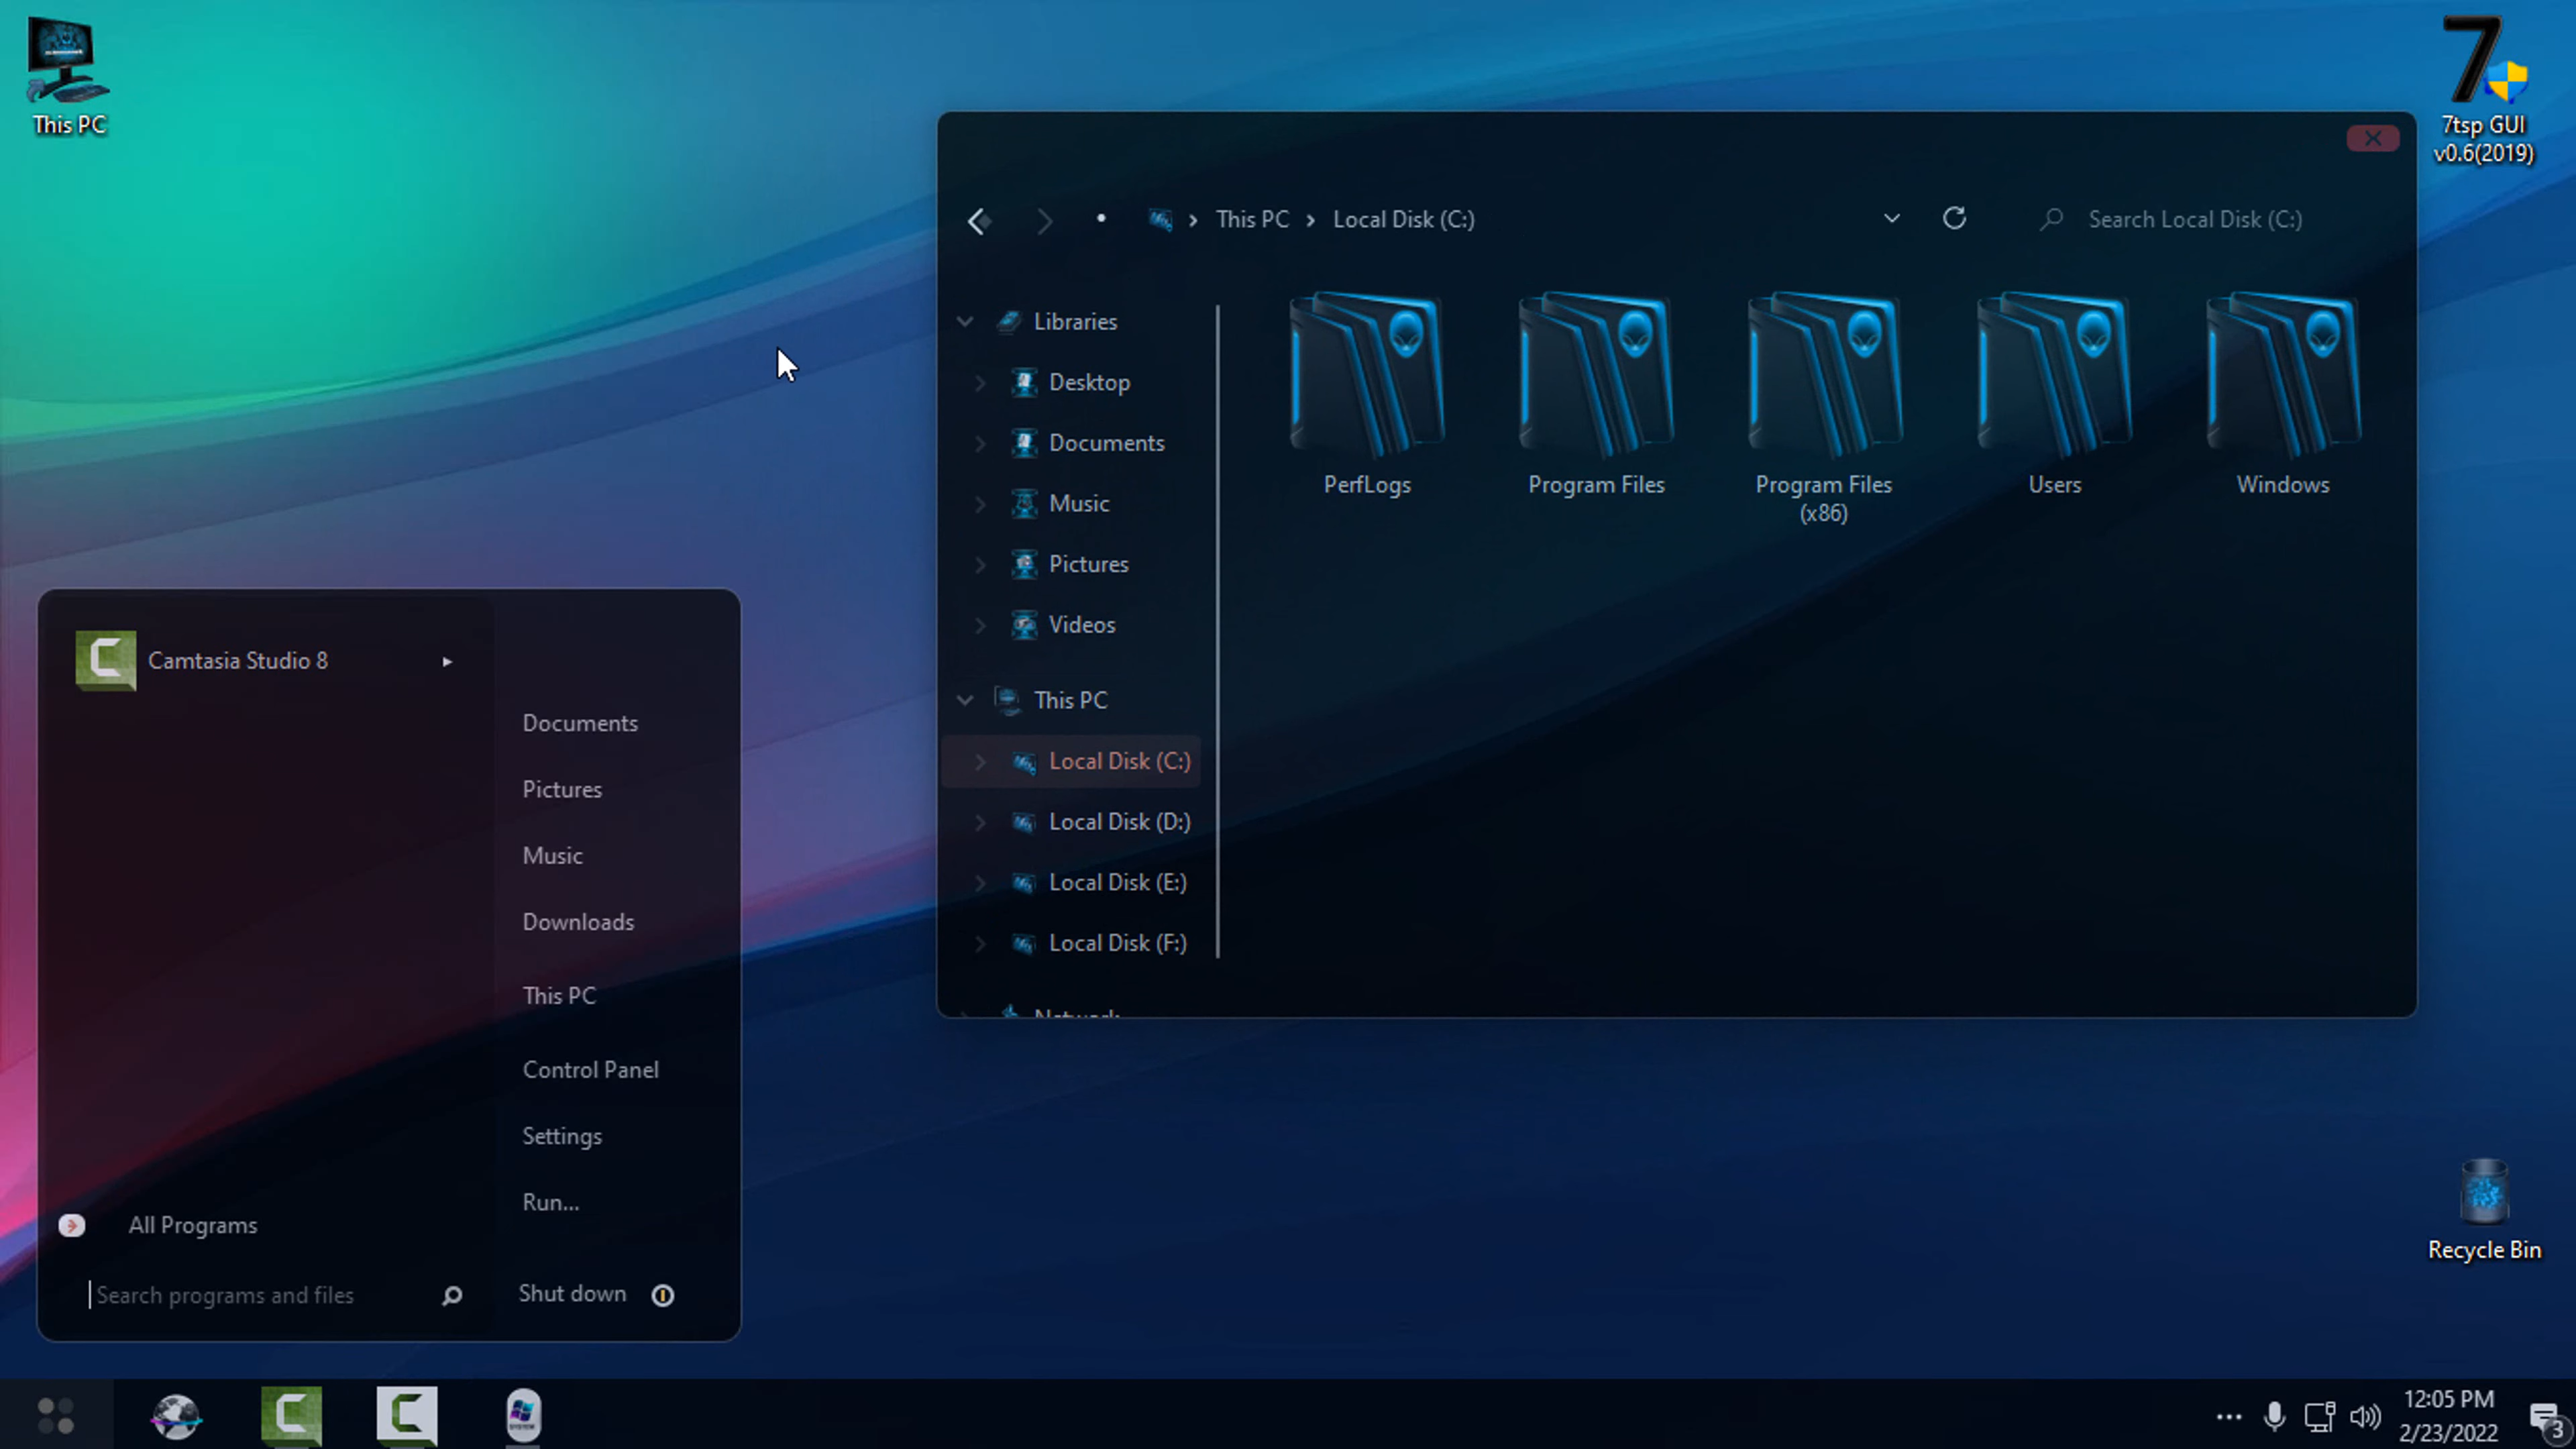 This PC
7tsp GUI
v0.6(2019)
This PC
Local Disk (C:)
Search Local Disk (C:)
Libraries
Desktop
Documents
Music
Pictures
Videos
This PC
Local Disk (C:)
Local Disk (D:)
Local Disk (E:)
Local Disk (F:)
Network
PerfLogs
Program Files
Program Files
(x86)
Users
Windows
Camtasia Studio 8
Documents
Pictures
Music
Downloads
This PC
Control Panel
Settings
Run...
All Programs
Search programs and files
Shut down
Recycle Bin
12:05 PM
2/23/2022
3